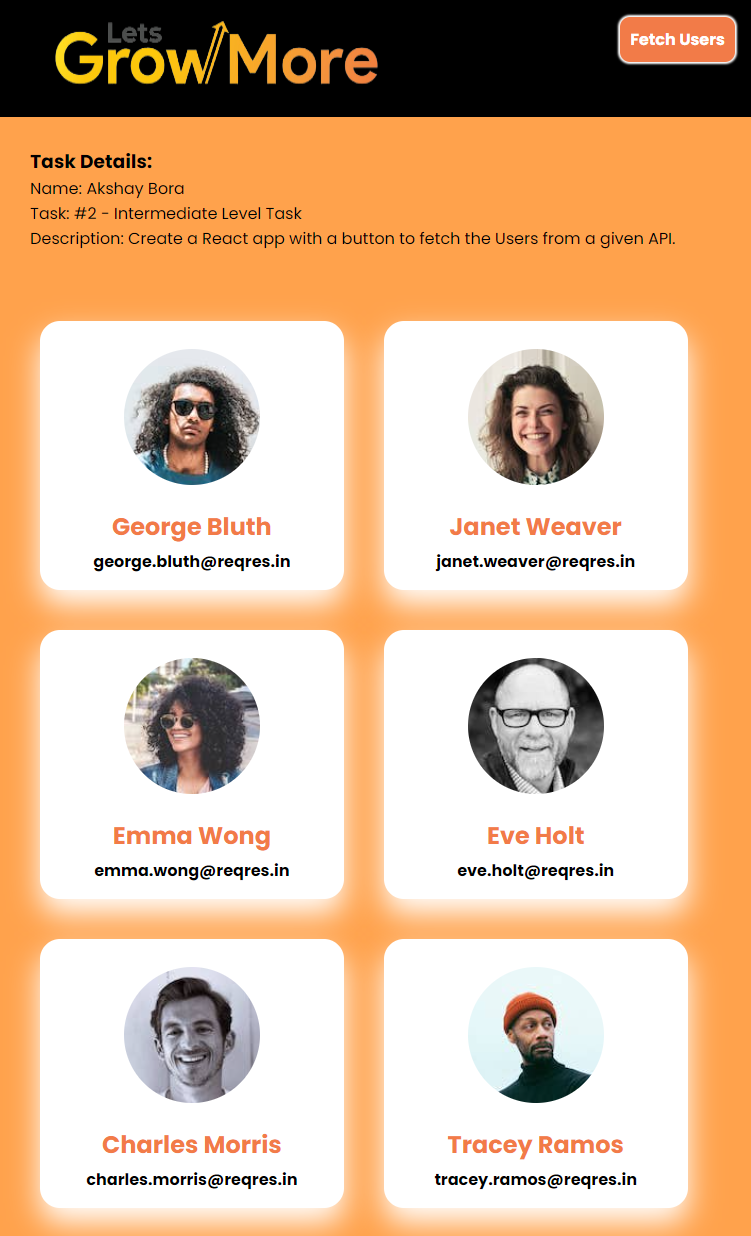 Lets
GrowMore
Fetch Users
Task Details:
Name: Akshay Bora
Task: #2 - Intermediate Level Task
Description: Create a React app with a button to fetch the Users from a given API.
George Bluth
george.bluth@reqres.in
Janet Weaver
janet.weaver@reqres.in
Emma Wong
emma.wong@reqres.in
Eve Holt
eve.holt@reqres.in
Charles Morris
charles.morris@reqres.in
Tracey Ramos
tracey.ramos@reqres.in